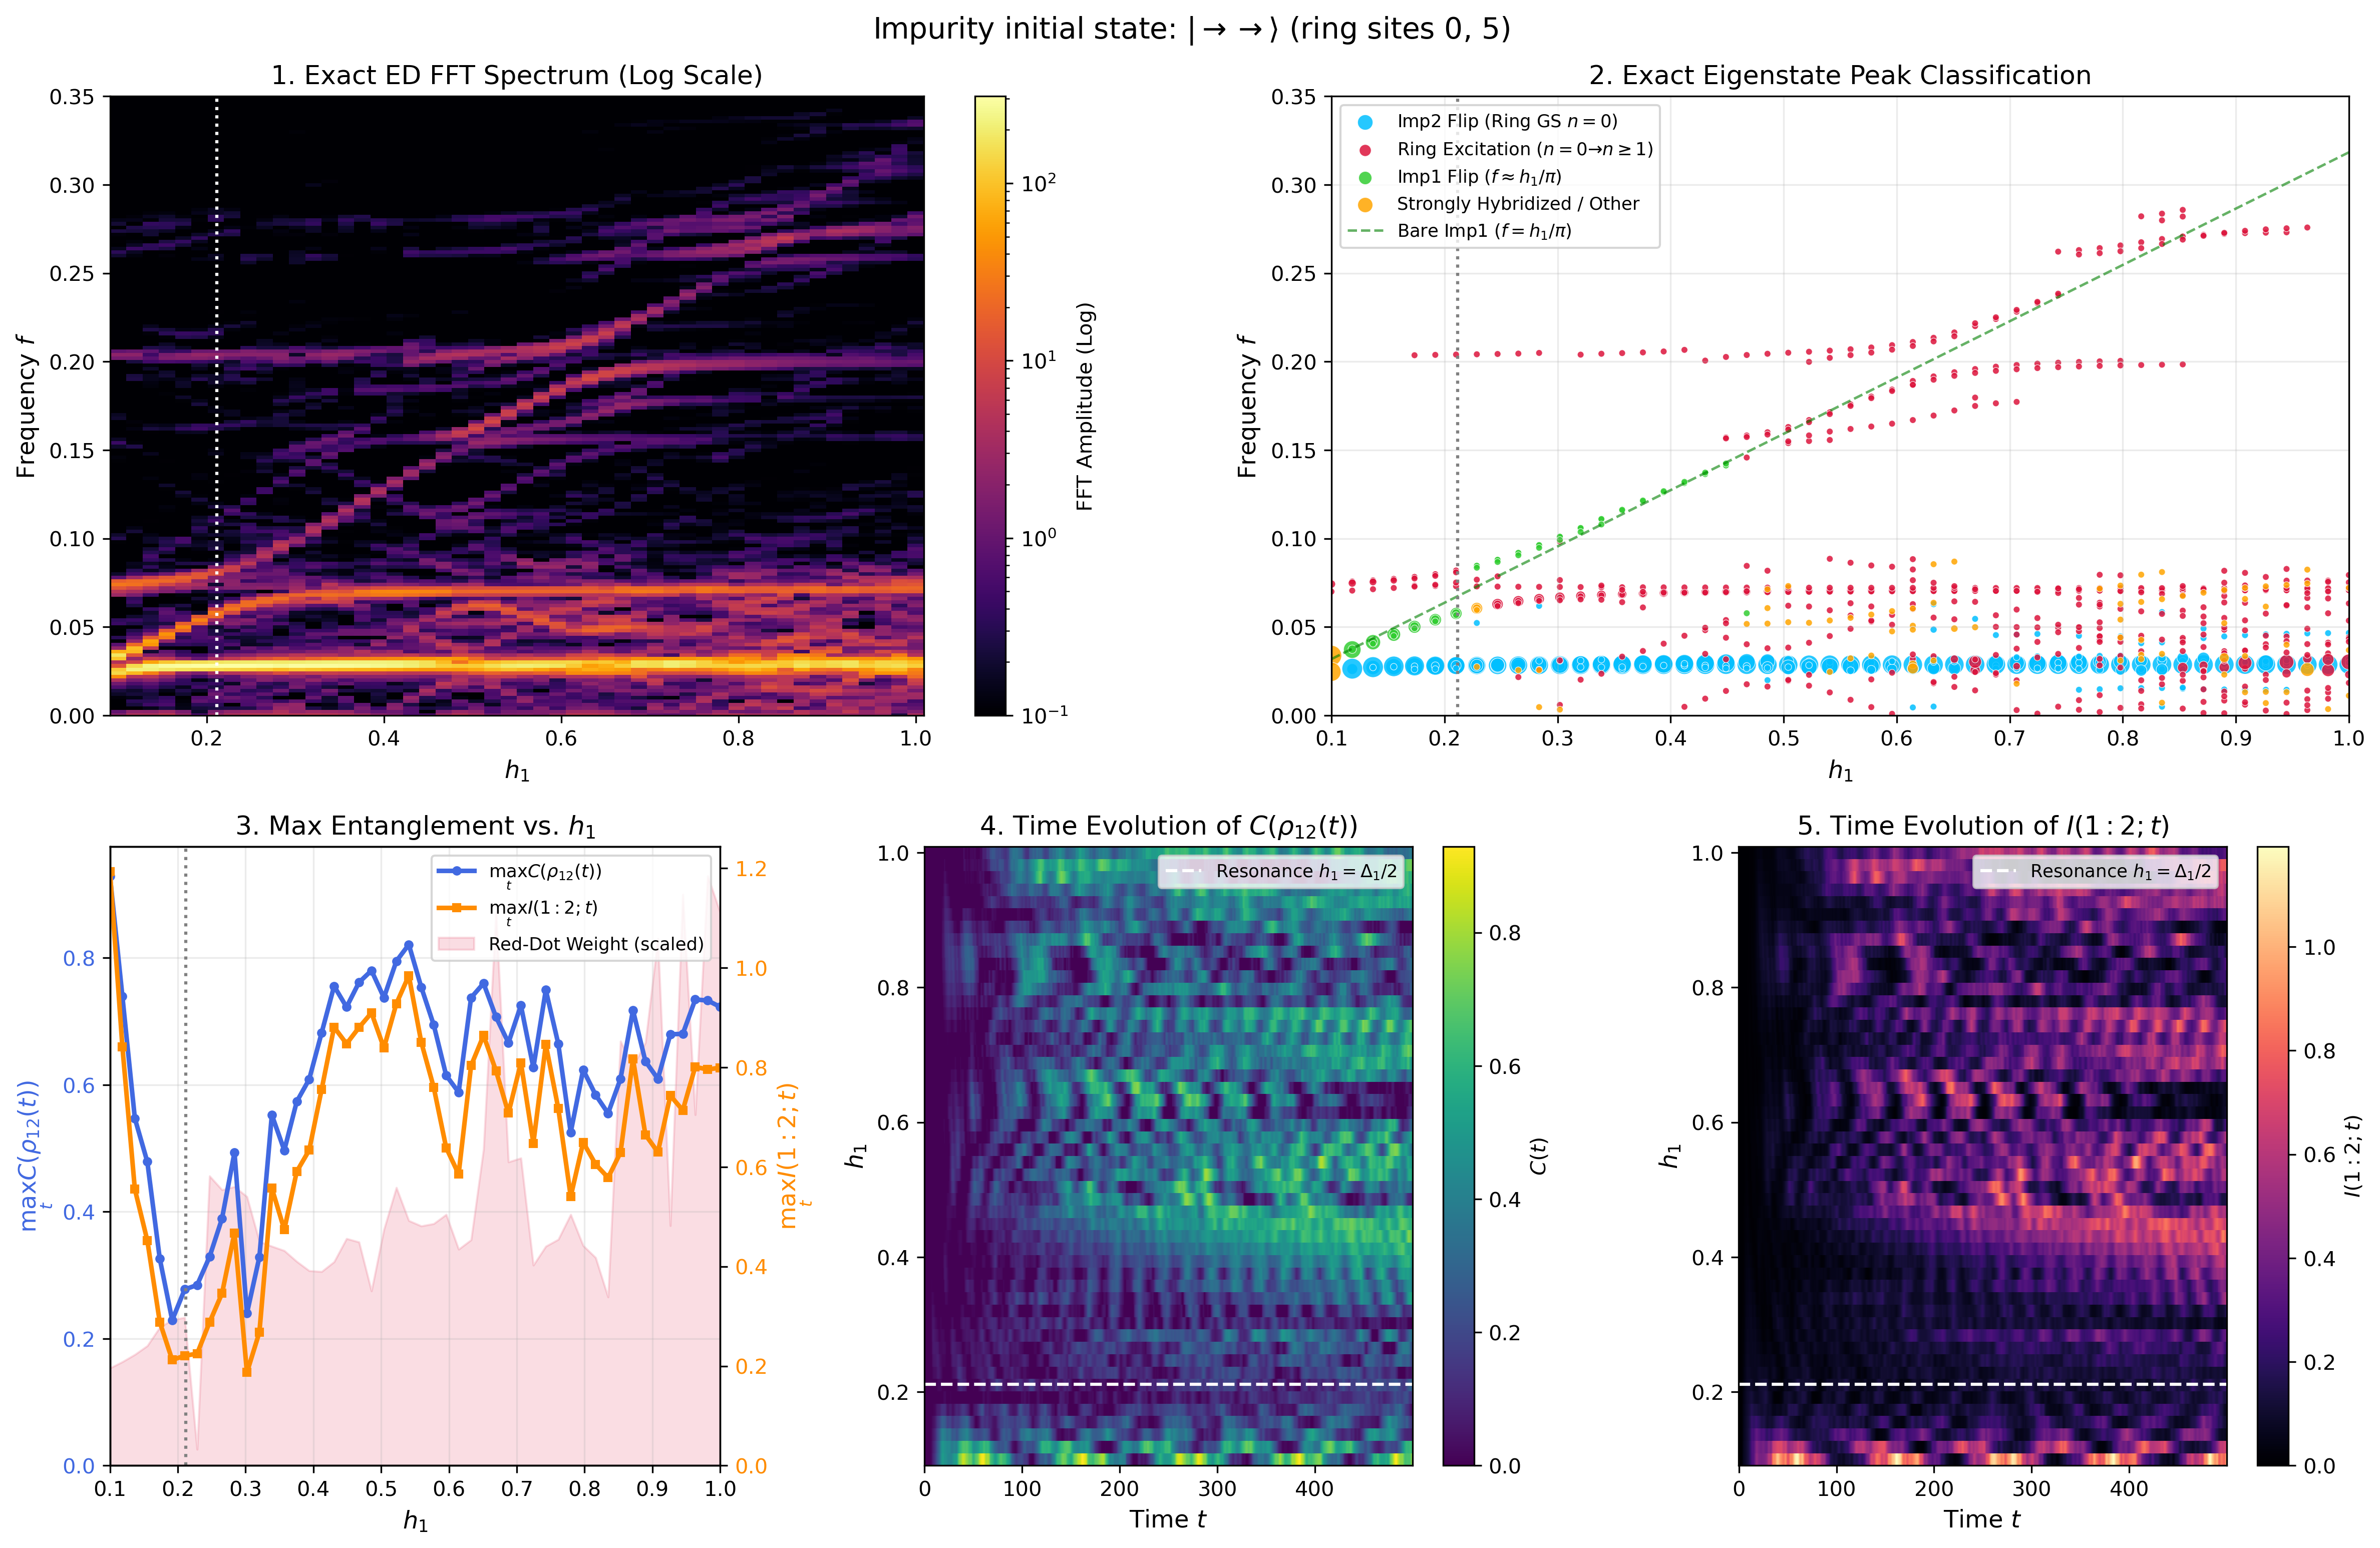 Impurity initial state: |→→⟩ (ring sites 0, 5)
1. Exact ED FFT Spectrum (Log Scale)
Frequency f
0.35
0.30
0.25
0.20
0.15
0.10
0.05
0.00
0.2
0.4
0.6
0.8
1.0
h₁
10²
10¹
10⁰
10⁻¹
FFT Amplitude (Log)
2. Exact Eigenstate Peak Classification
Frequency f
0.35
0.30
0.25
0.20
0.15
0.10
0.05
0.00
Imp2 Flip (Ring GS n = 0)
Ring Excitation (n = 0→n ≥ 1)
Imp1 Flip (f ≈ h₁/π)
Strongly Hybridized / Other
Bare Imp1 (f = h₁/π)
0.1
0.2
0.3
0.4
0.5
0.6
0.7
0.8
0.9
1.0
h₁
3. Max Entanglement vs. h₁
max C(ρ₁₂(t))
t
0.8
0.6
0.4
0.2
0.0
max C(ρ₁₂(t))
t
max I(1 : 2; t)
t
Red-Dot Weight (scaled)
0.1
0.2
0.3
0.4
0.5
0.6
0.7
0.8
0.9
1.0
h₁
1.2
1.0
0.8
0.6
0.4
0.2
0.0
max I(1 : 2; t)
t
4. Time Evolution of C(ρ₁₂(t))
h₁
1.0
0.8
0.6
0.4
0.2
Resonance h₁ = Δ₁/2
0
100
200
300
400
Time t
0.8
0.6
0.4
0.2
0.0
C(t)
5. Time Evolution of I(1 : 2; t)
h₁
1.0
0.8
0.6
0.4
0.2
Resonance h₁ = Δ₁/2
0
100
200
300
400
Time t
1.0
0.8
0.6
0.4
0.2
0.0
I(1 : 2; t)